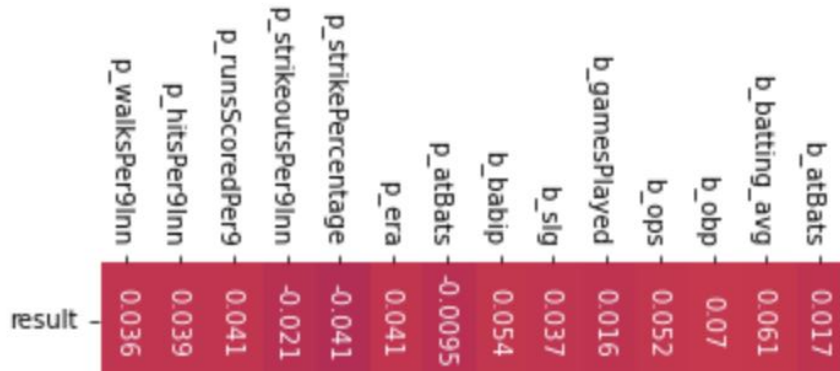 p_walksPer9Inn
p_hitsPer9Inn
p_runsScoredPer9
p_strikeoutsPer9Inn
p_strikePercentage
p_era
p_atBats
b_babip
b_slg
b_gamesPlayed
b_ops
b_obp
b_batting_avg
b_atBats
result
0.036
0.039
0.041
-0.021
-0.041
0.041
-0.0095
0.054
0.037
0.016
0.052
0.07
0.061
0.017